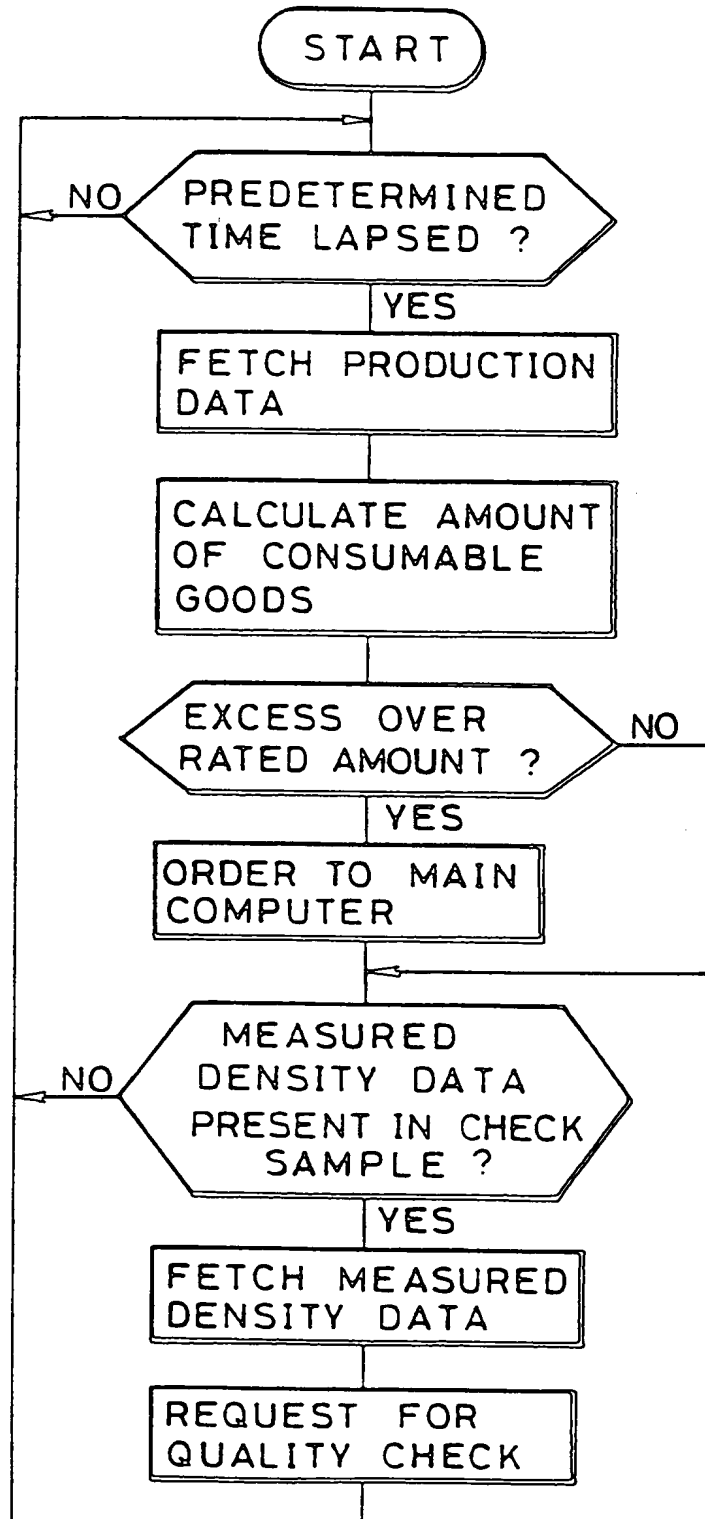 START
NO
PREDETERMINED
TIME LAPSED ?
YES
FETCH PRODUCTION
DATA
CALCULATE AMOUNT
OF CONSUMABLE
GOODS
EXCESS OVER
RATED AMOUNT ?
NO
YES
ORDER TO MAIN
COMPUTER
NO
MEASURED
DENSITY DATA
PRESENT IN CHECK
SAMPLE ?
YES
FETCH MEASURED
DENSITY DATA
REQUEST FOR
QUALITY CHECK